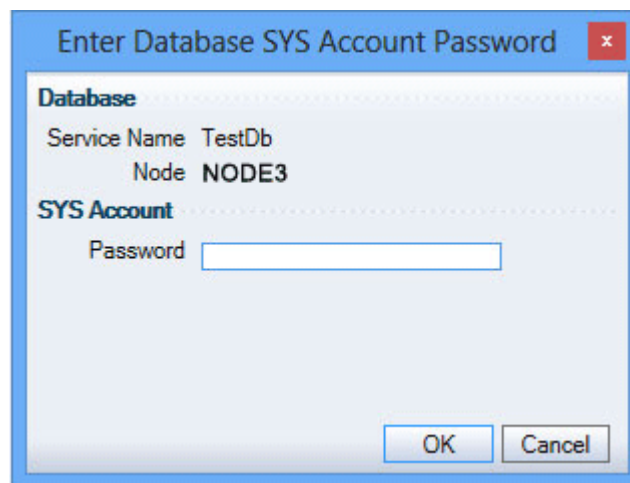 Enter Database SYS Account Password x
Database
Service Name TestDb
Node NODE3
SYS Account
Password
OK Cancel